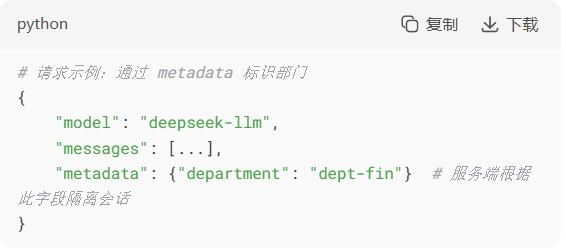 python 复制 下载
# 请求示例：通过 metadata 标识部门
{
    "model": "deepseek-llm",
    "messages": [...],
    "metadata": {"department": "dept-fin"}  # 服务端根据
此字段隔离会话
}